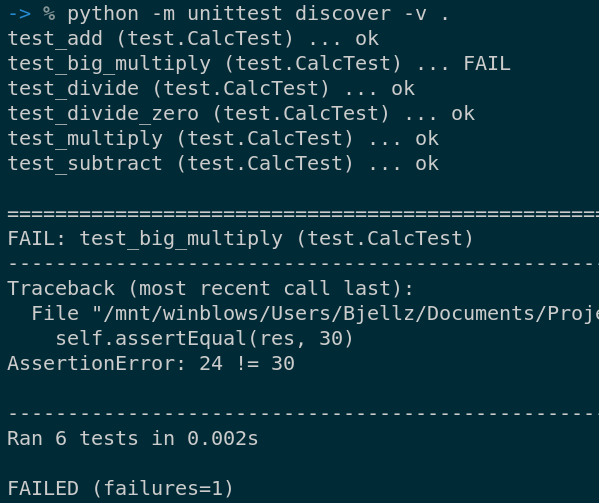 -> % python -m unittest discover -v .
test_add (test.CalcTest) ... ok
test_big_multiply (test.CalcTest) ... FAIL
test_divide (test.CalcTest) ... ok
test_divide_zero (test.CalcTest) ... ok
test_multiply (test.CalcTest) ... ok
test_subtract (test.CalcTest) ... ok
==================================================
FAIL: test_big_multiply (test.CalcTest)
--------------------------------------------------
Traceback (most recent call last):
  File "/mnt/winblows/Users/Bjellz/Documents/Proje
    self.assertEqual(res, 30)
AssertionError: 24 != 30
--------------------------------------------------
Ran 6 tests in 0.002s
FAILED (failures=1)